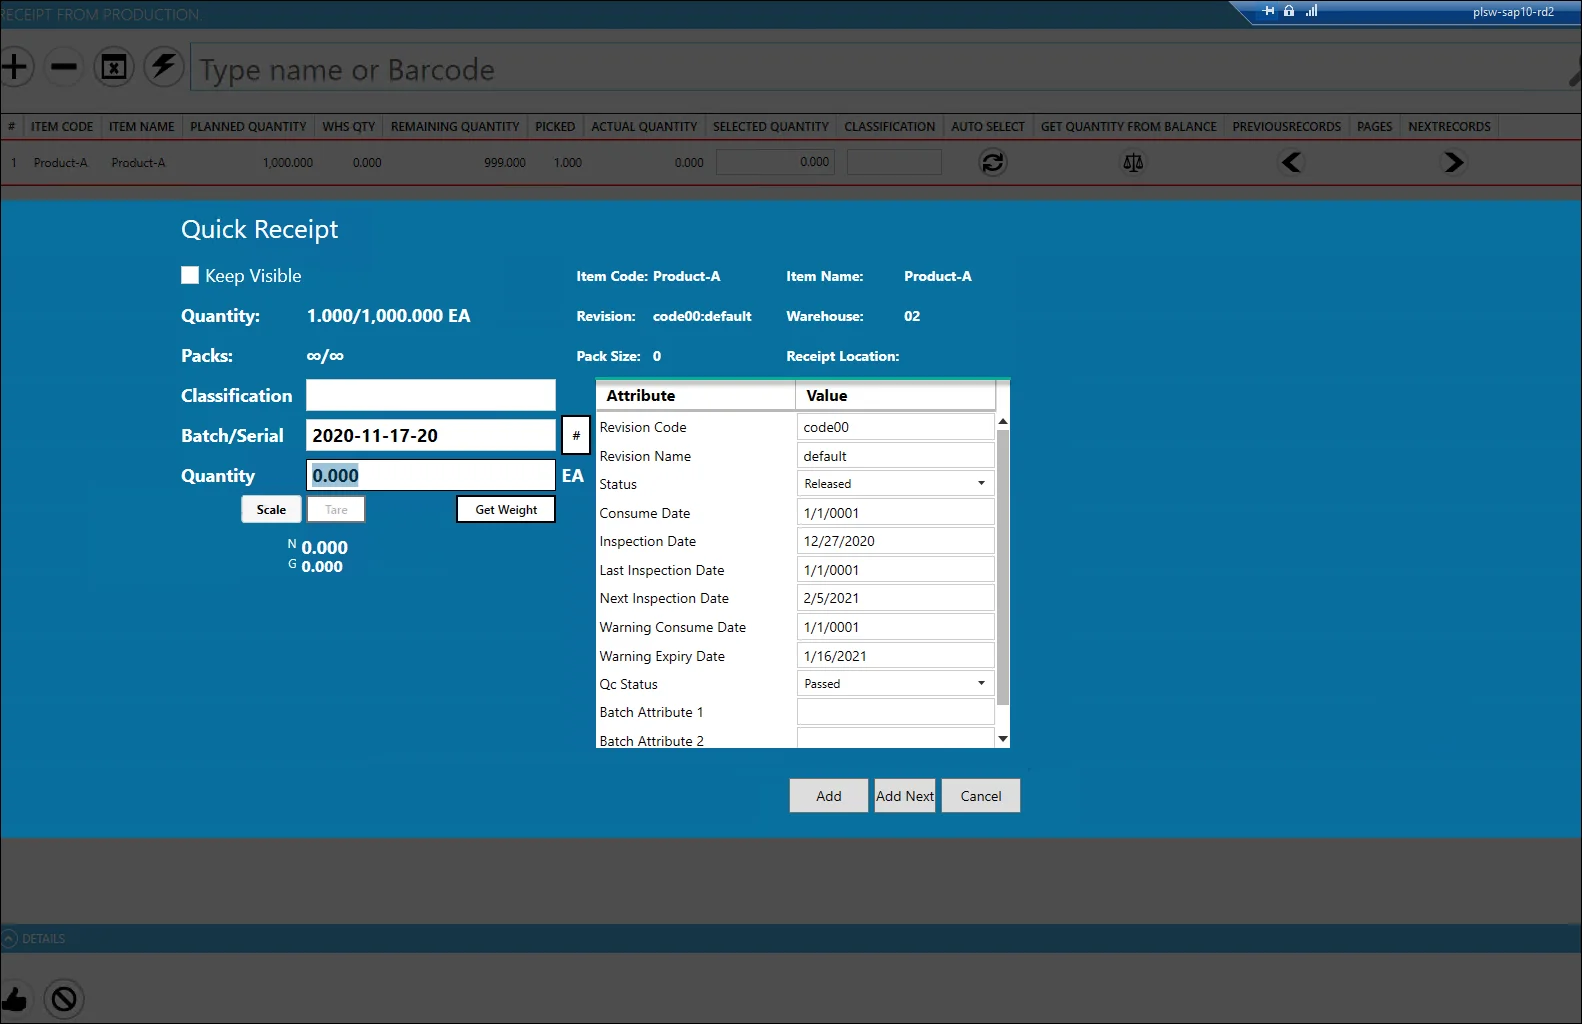 RECEIPT FROM PRODUCTION.
plsw-sap10-rd2
Type name or Barcode
# ITEM CODE ITEM NAME PLANNED QUANTITY WHS QTY REMAINING QUANTITY PICKED ACTUAL QUANTITY SELECTED QUANTITY CLASSIFICATION AUTO SELECT GET QUANTITY FROM BALANCE PREVIOUSRECORDS PAGES NEXTRECORDS
1 Product-A Product-A 1,000.000 0.000 999.000 1.000 0.000 0.000
Quick Receipt
Keep Visible
Item Code: Product-A Item Name: Product-A
Quantity: 1.000/1,000.000 EA
Revision: code00:default Warehouse: 02
Packs: ∞/∞
Pack Size: 0 Receipt Location:
Classification
Batch/Serial 2020-11-17-20 #
Quantity 0.000 EA
Scale Tare Get Weight
N 0.000
G 0.000
Attribute Value
Revision Code code00
Revision Name default
Status Released
Consume Date 1/1/0001
Inspection Date 12/27/2020
Last Inspection Date 1/1/0001
Next Inspection Date 2/5/2021
Warning Consume Date 1/1/0001
Warning Expiry Date 1/16/2021
Qc Status Passed
Batch Attribute 1
Batch Attribute 2
Add Add Next Cancel
DETAILS